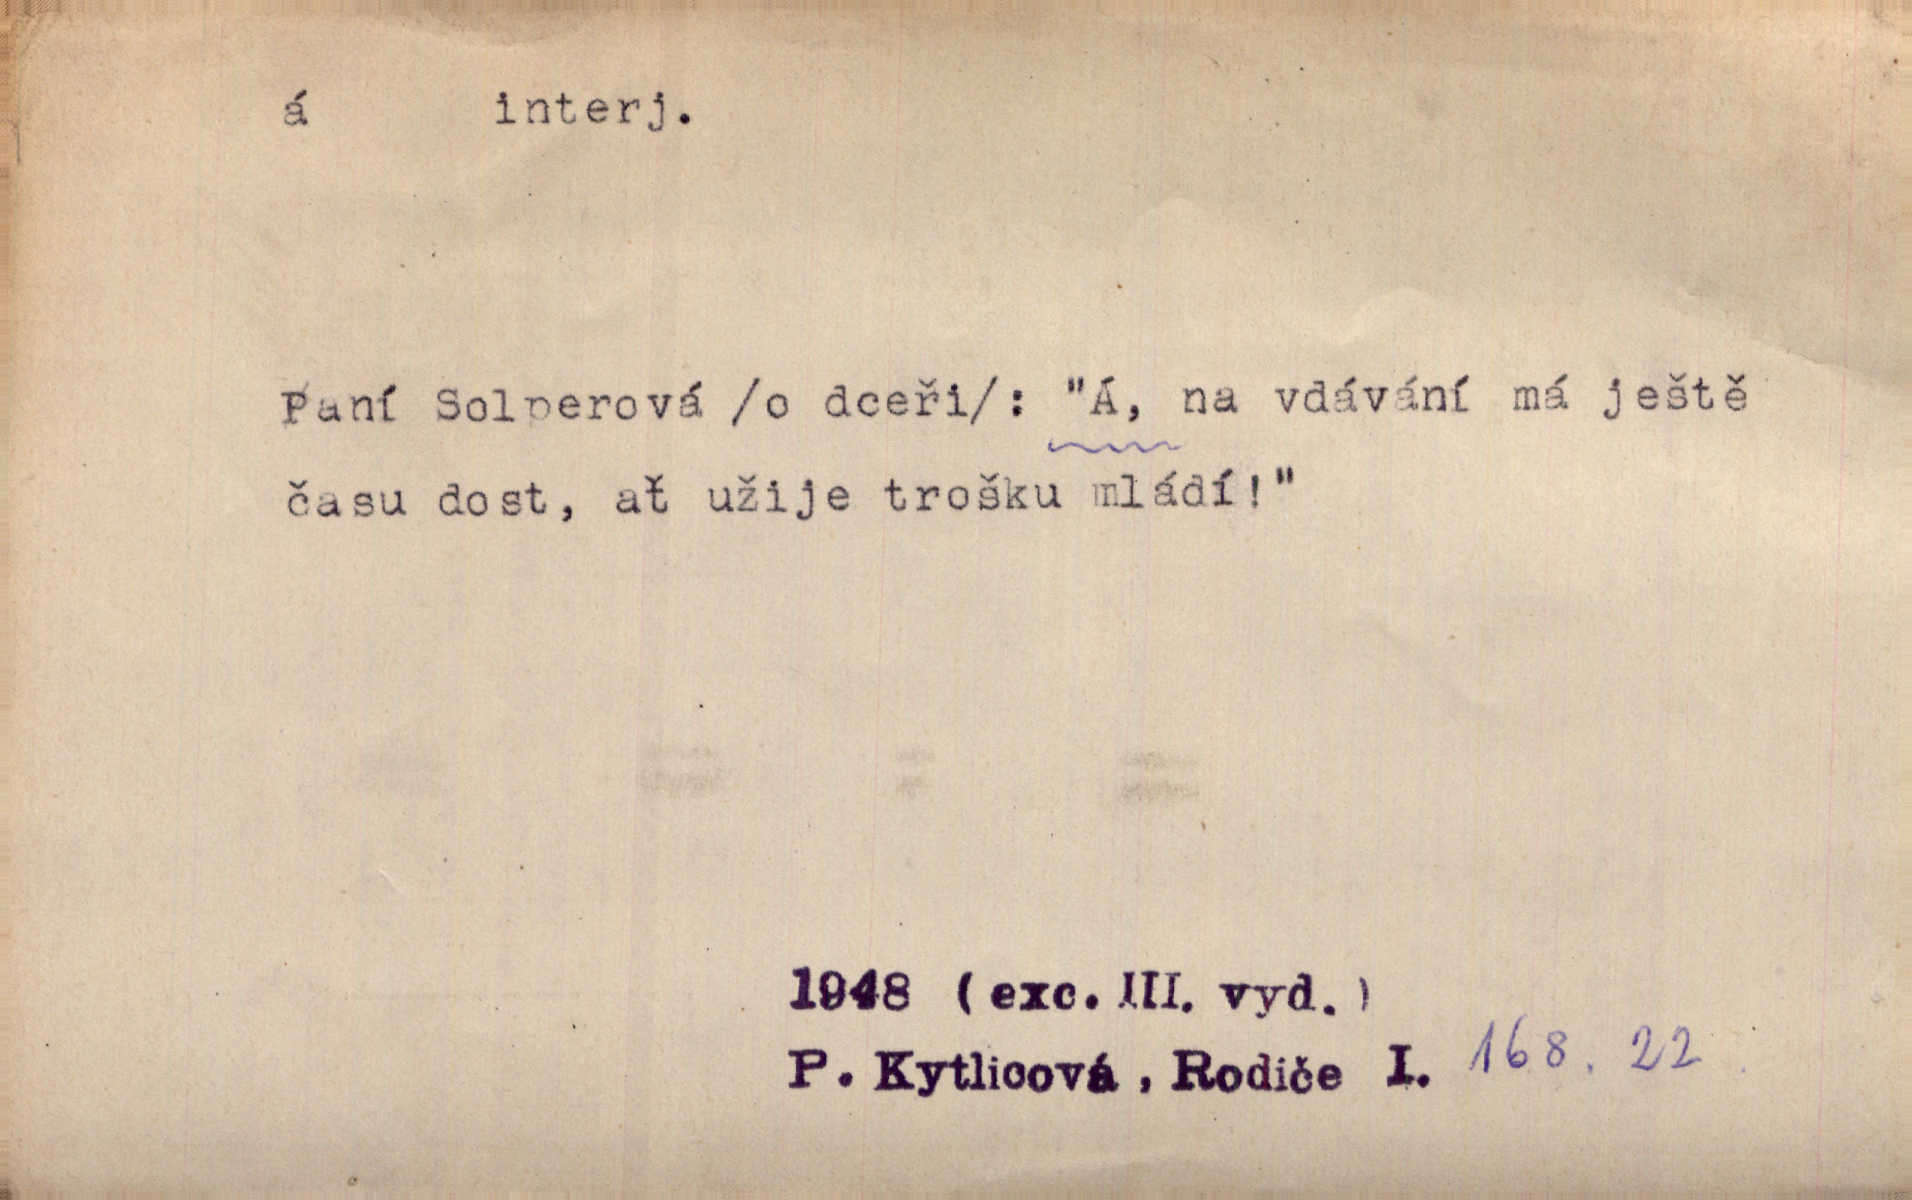 á interj.
Paní Solperová /o dceři/: "Á, na vdávání má ještě
času dost, ať užije trošku mládí!"
1948 (exc. III. vyd.)
P. Kytlicová, Rodiče I. 168. 22